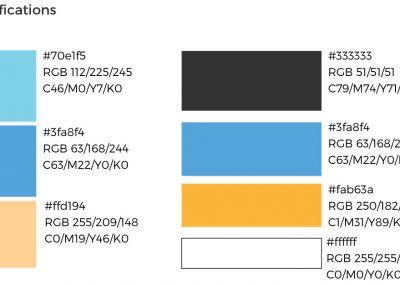 fications
#70e1f5
RGB 112/225/245
C46/M0/Y7/K0
#3fa8f4
RGB 63/168/244
C63/M22/Y0/K0
#ffd194
RGB 255/209/148
C0/M19/Y46/K0
#333333
RGB 51/51/51
C79/M74/Y71/
#3fa8f4
RGB 63/168/2
C63/M22/Y0/
#fab63a
RGB 250/182/
C1/M31/Y89/K
#ffffff
RGB 255/255/
C0/M0/Y0/K0